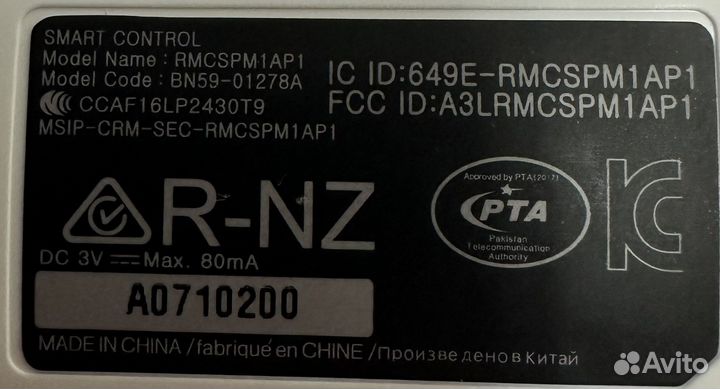 SMART CONTROL
Model Name : RMCSPM1AP1
Model Code : BN59-01278A
CCAF16LP2430T9
MSIP-CRM-SEC-RMCSPM1AP1
IC ID:649E-RMCSPM1AP1
FCC ID:A3LRMCSPM1AP1
R-NZ
DC 3V Max. 80mA
A0710200
Approved by PTA
PTA
Pakistan
Telecommunication
Authority
MADE IN CHINA / fabriqué en CHINE / Произведено в Китай
Avito